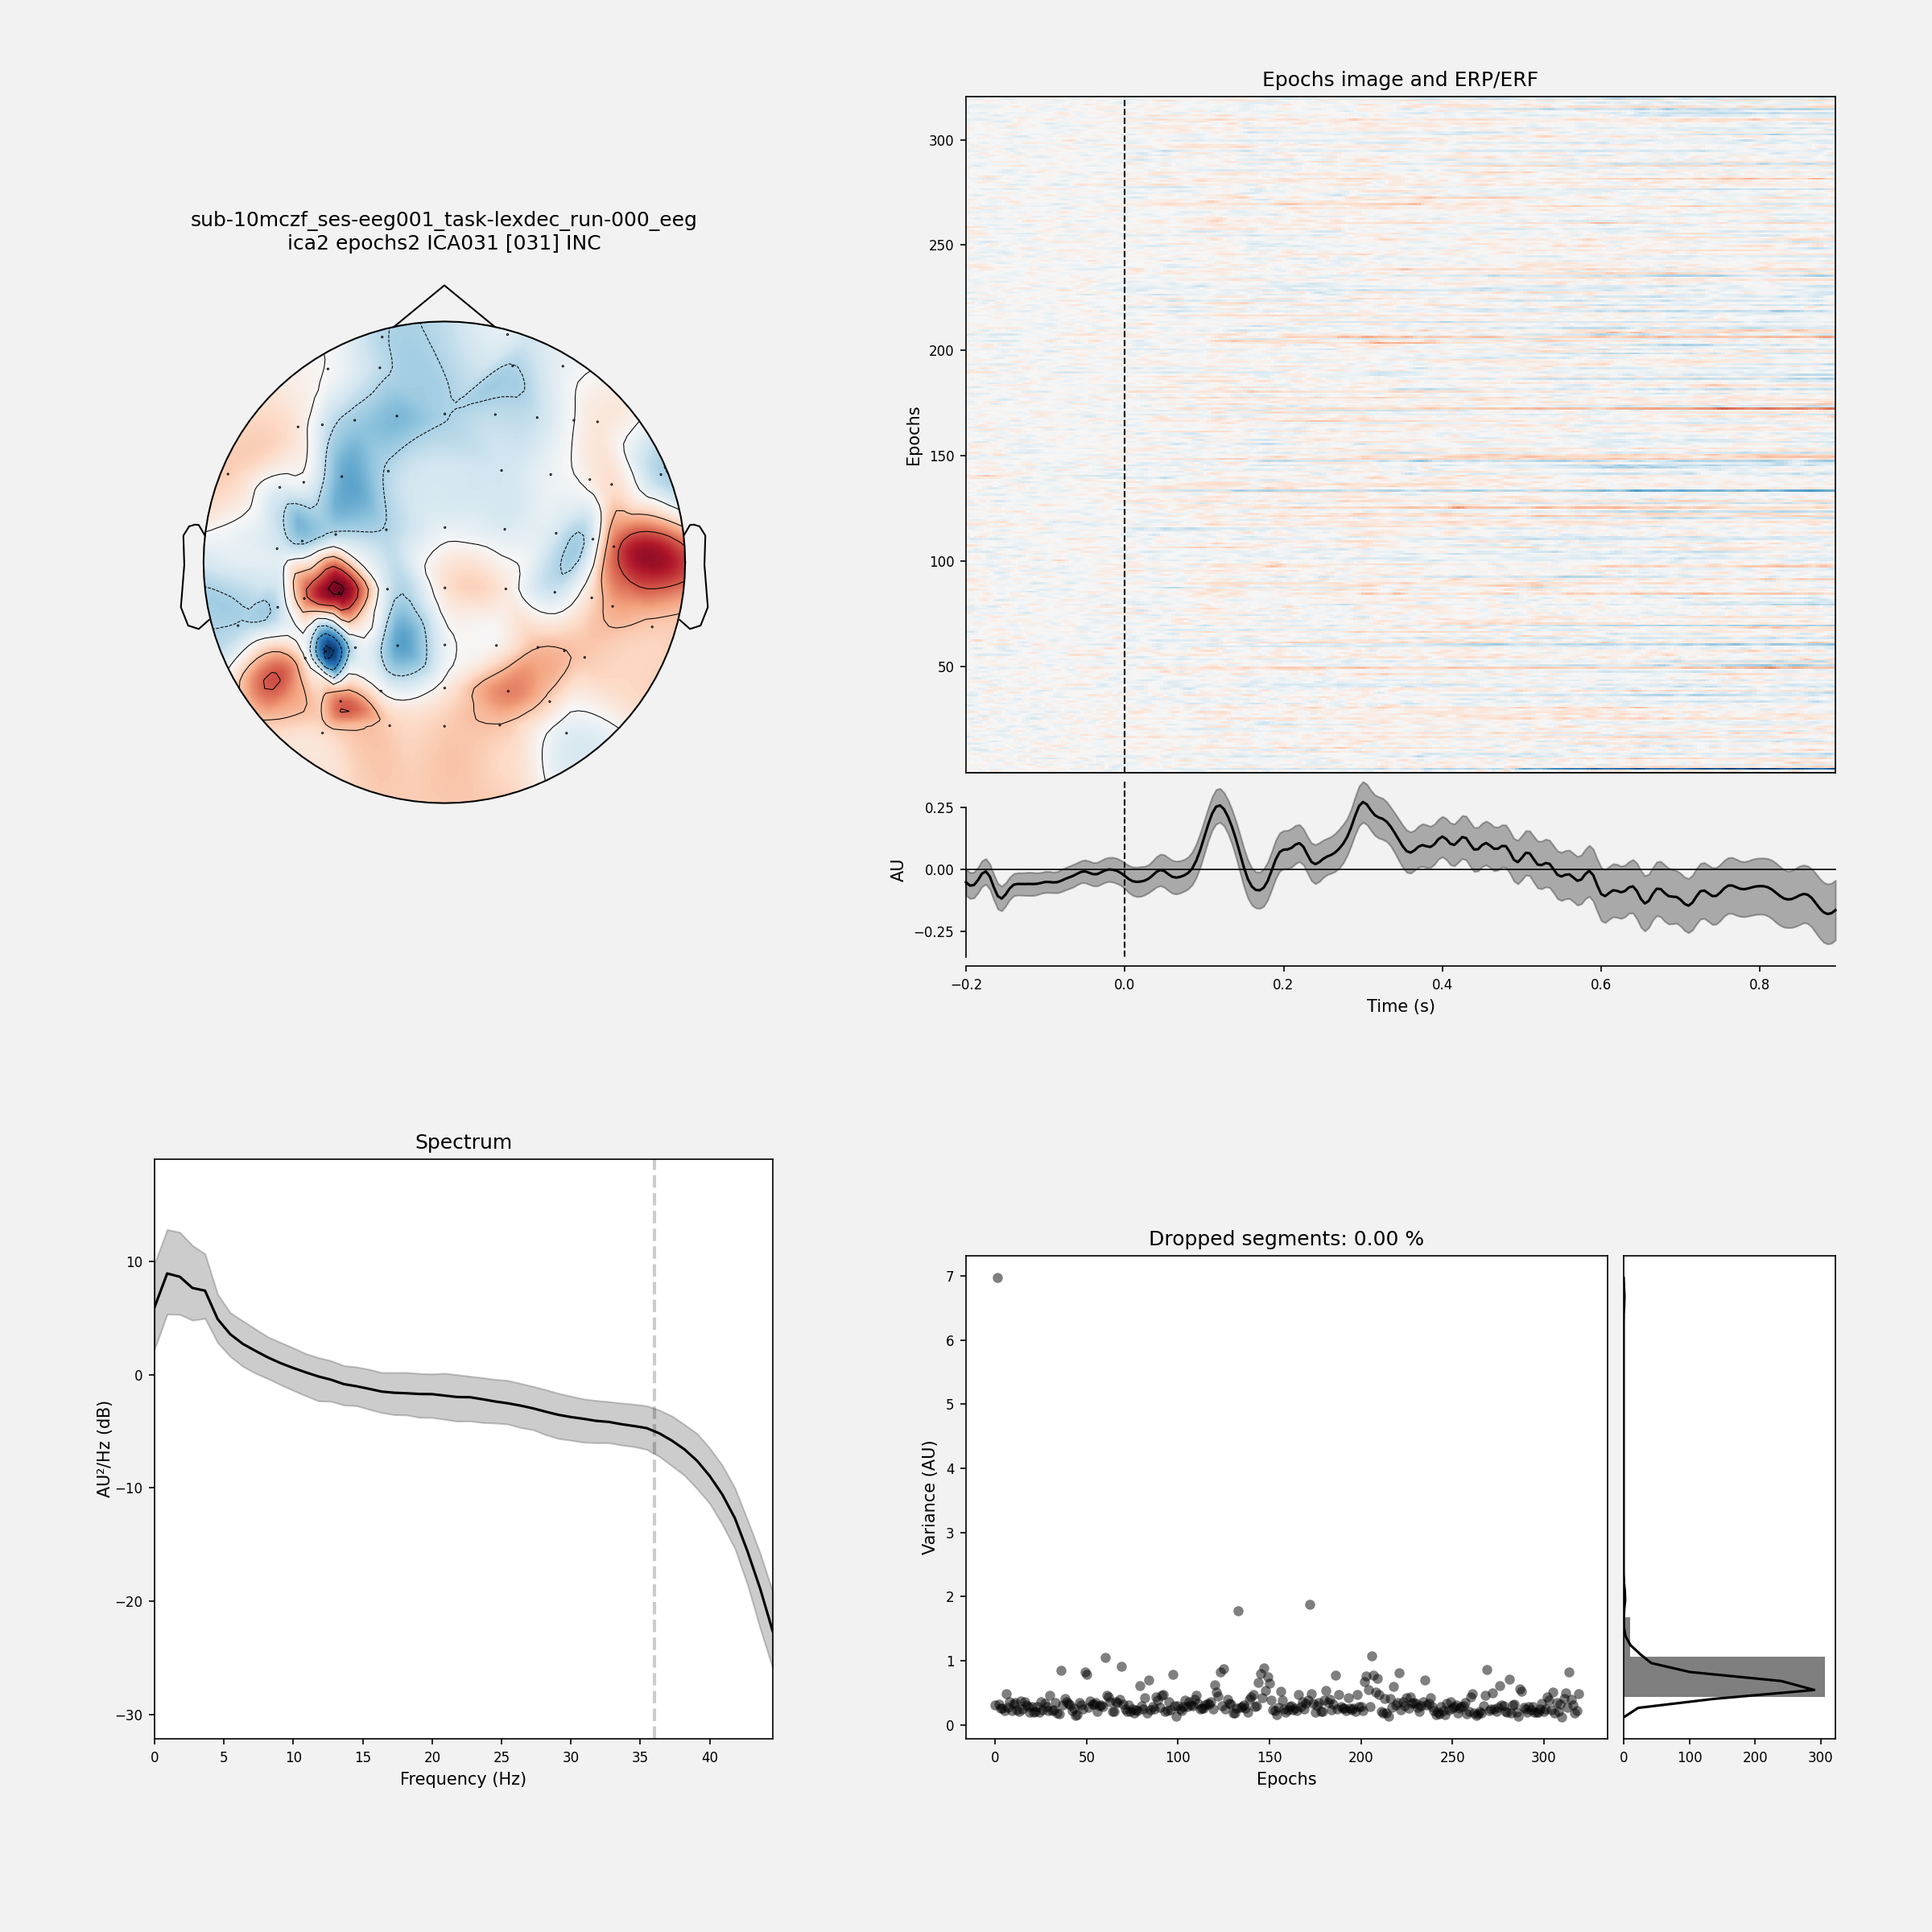 sub-10mczf_ses-eeg001_task-lexdec_run-000_eeg
ica2 epochs2 ICA031 [031] INC
Epochs image and ERP/ERF
Epochs
300
250
200
150
100
50
AU
0.25
0.00
−0.25
−0.2 0.0 0.2 0.4 0.6 0.8
Time (s)
Spectrum
AU²/Hz (dB)
10
0
−10
−20
−30
0 5 10 15 20 25 30 35 40
Frequency (Hz)
Dropped segments: 0.00 %
Variance (AU)
7
6
5
4
3
2
1
0
0 50 100 150 200 250 300
Epochs
0 100 200 300